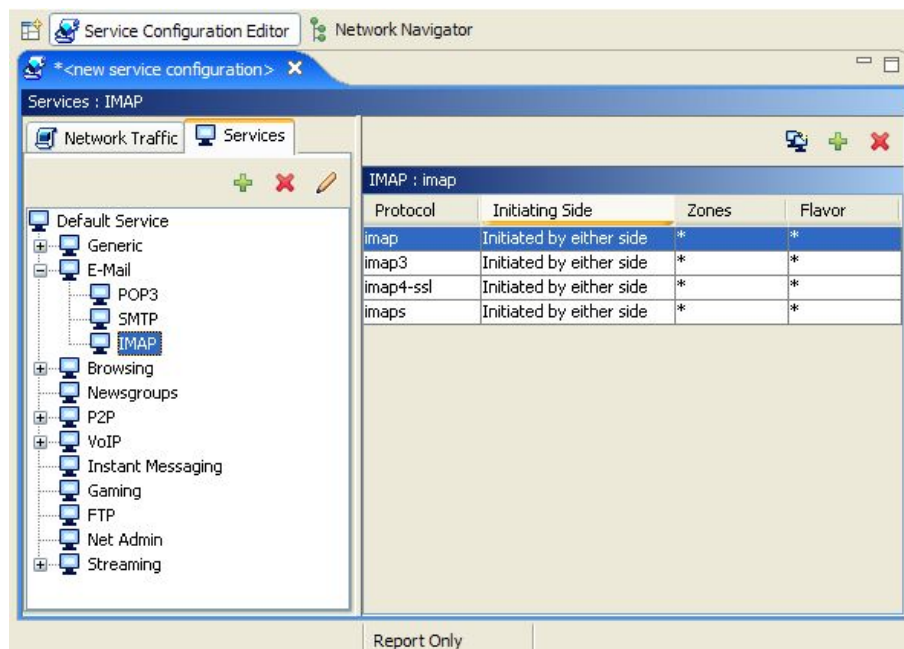 Service Configuration Editor Network Navigator
*<new service configuration>
Services : IMAP
Network Traffic Services
IMAP : imap
Protocol Initiating Side Zones Flavor
imap Initiated by either side * *
imap3 Initiated by either side * *
imap4-ssl Initiated by either side * *
imaps Initiated by either side * *
Default Service
Generic
E-Mail
POP3
SMTP
IMAP
Browsing
Newsgroups
P2P
VoIP
Instant Messaging
Gaming
FTP
Net Admin
Streaming
Report Only